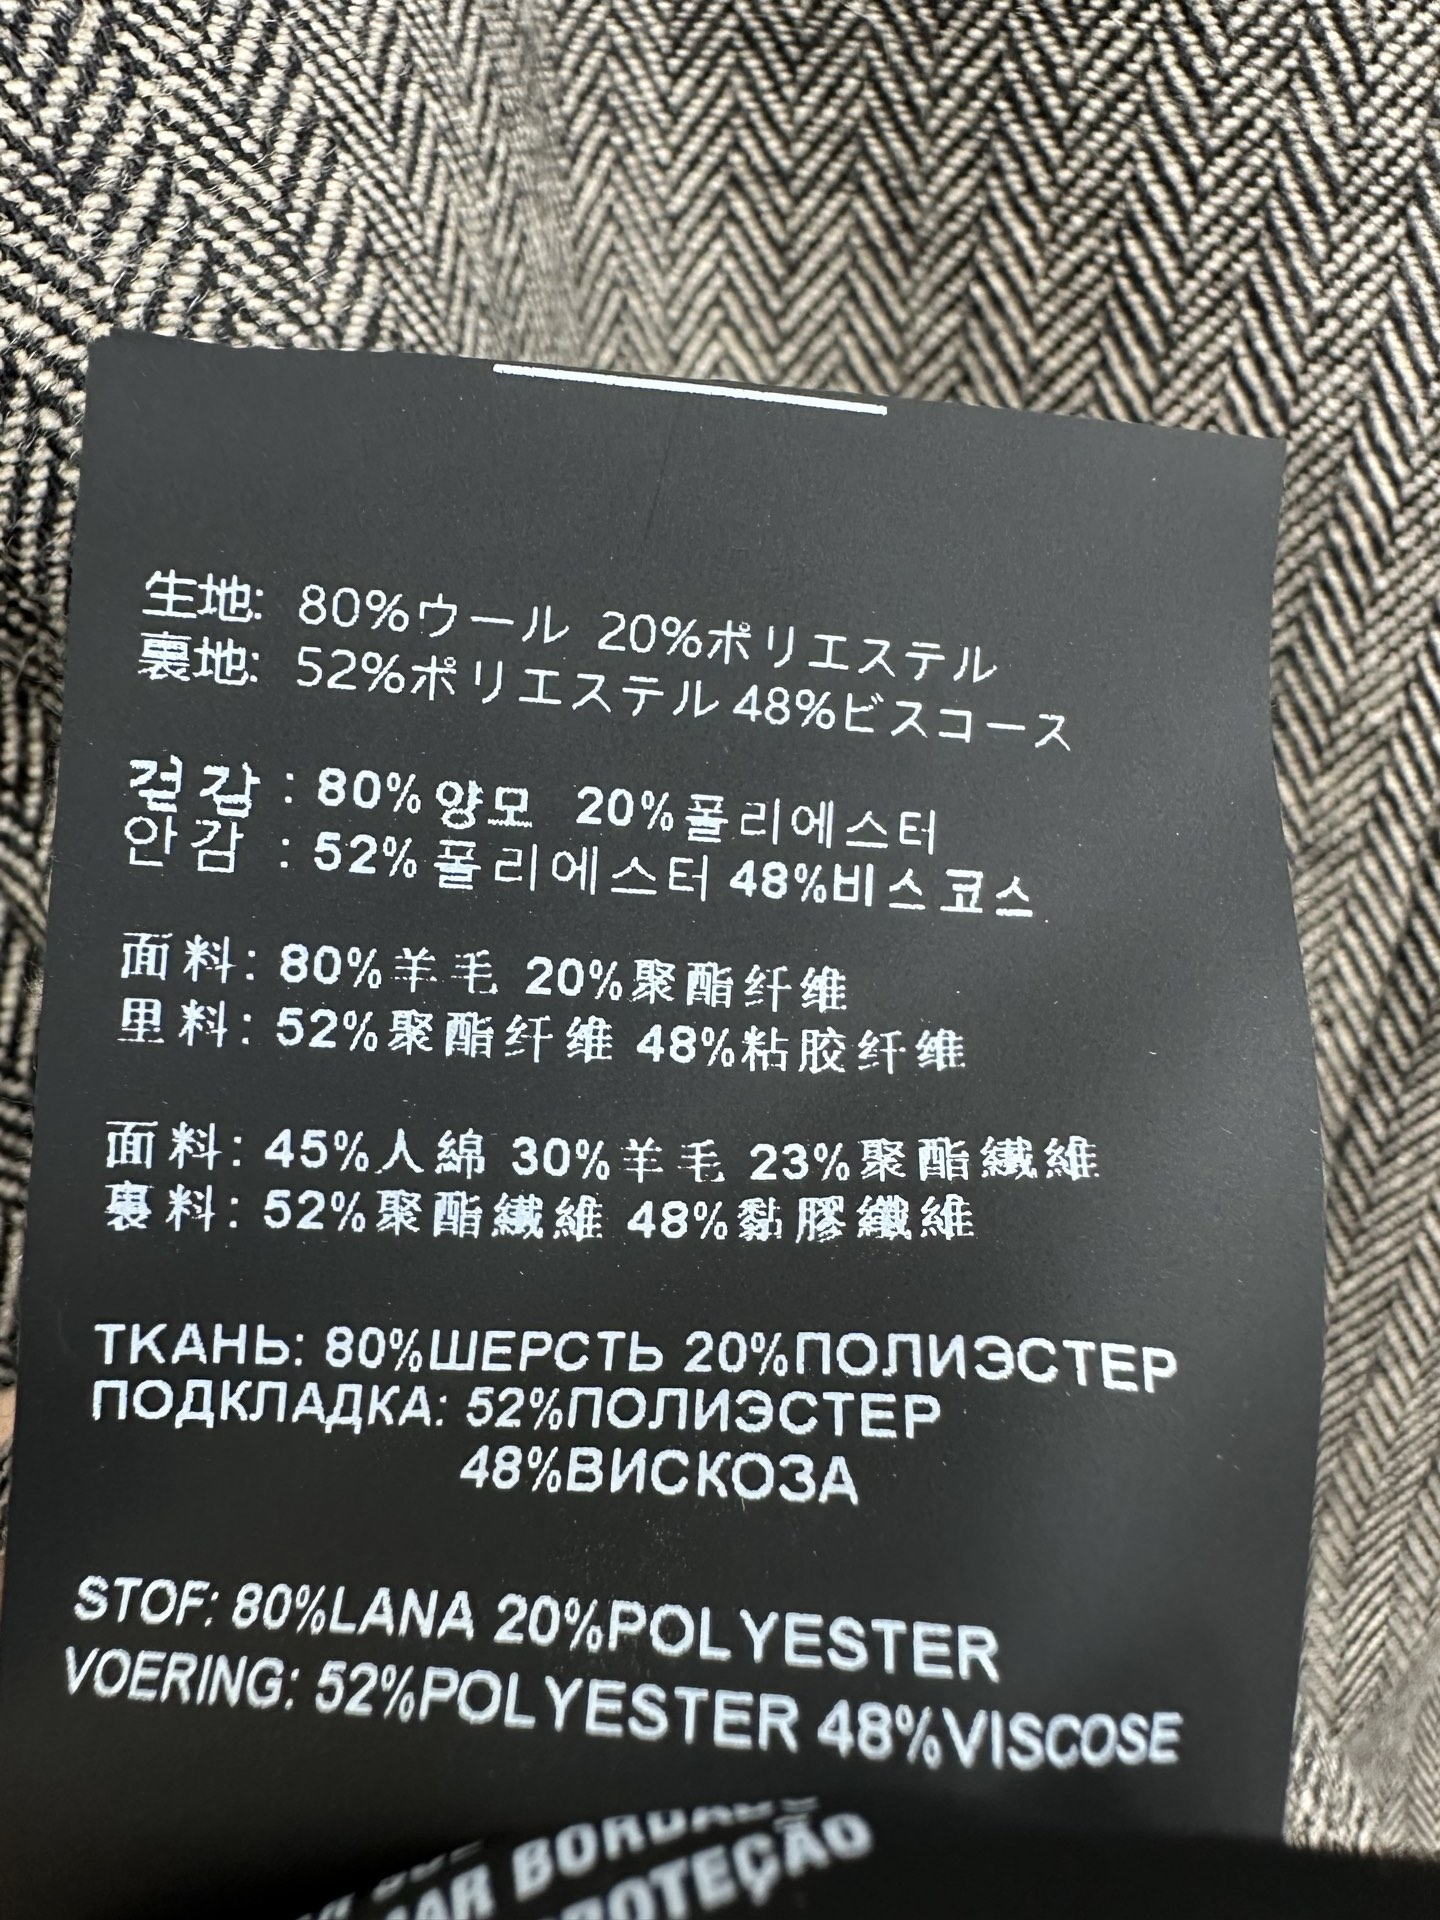 生地: 80%ウール 20%ポリエステル
裏地: 52%ポリエステル 48%ビスコース
겉감 : 80%양모 20%폴리에스터
안감 : 52%폴리에스터 48%비스코스
面料: 80%羊毛 20%聚酯纤维
里料: 52%聚酯纤维 48%粘胶纤维
面料: 45%人綿 30%羊毛 23%聚酯纖維
裏料: 52%聚酯纖維 48%黏膠纖維
ТКАНЬ: 80%ШЕРСТЬ 20%ПОЛИЭСТЕР
ПОДКЛАДКА: 52%ПОЛИЭСТЕР
48%ВИСКОЗА
STOF: 80%LANA 20%POLYESTER
VOERING: 52%POLYESTER 48%VISCOSE